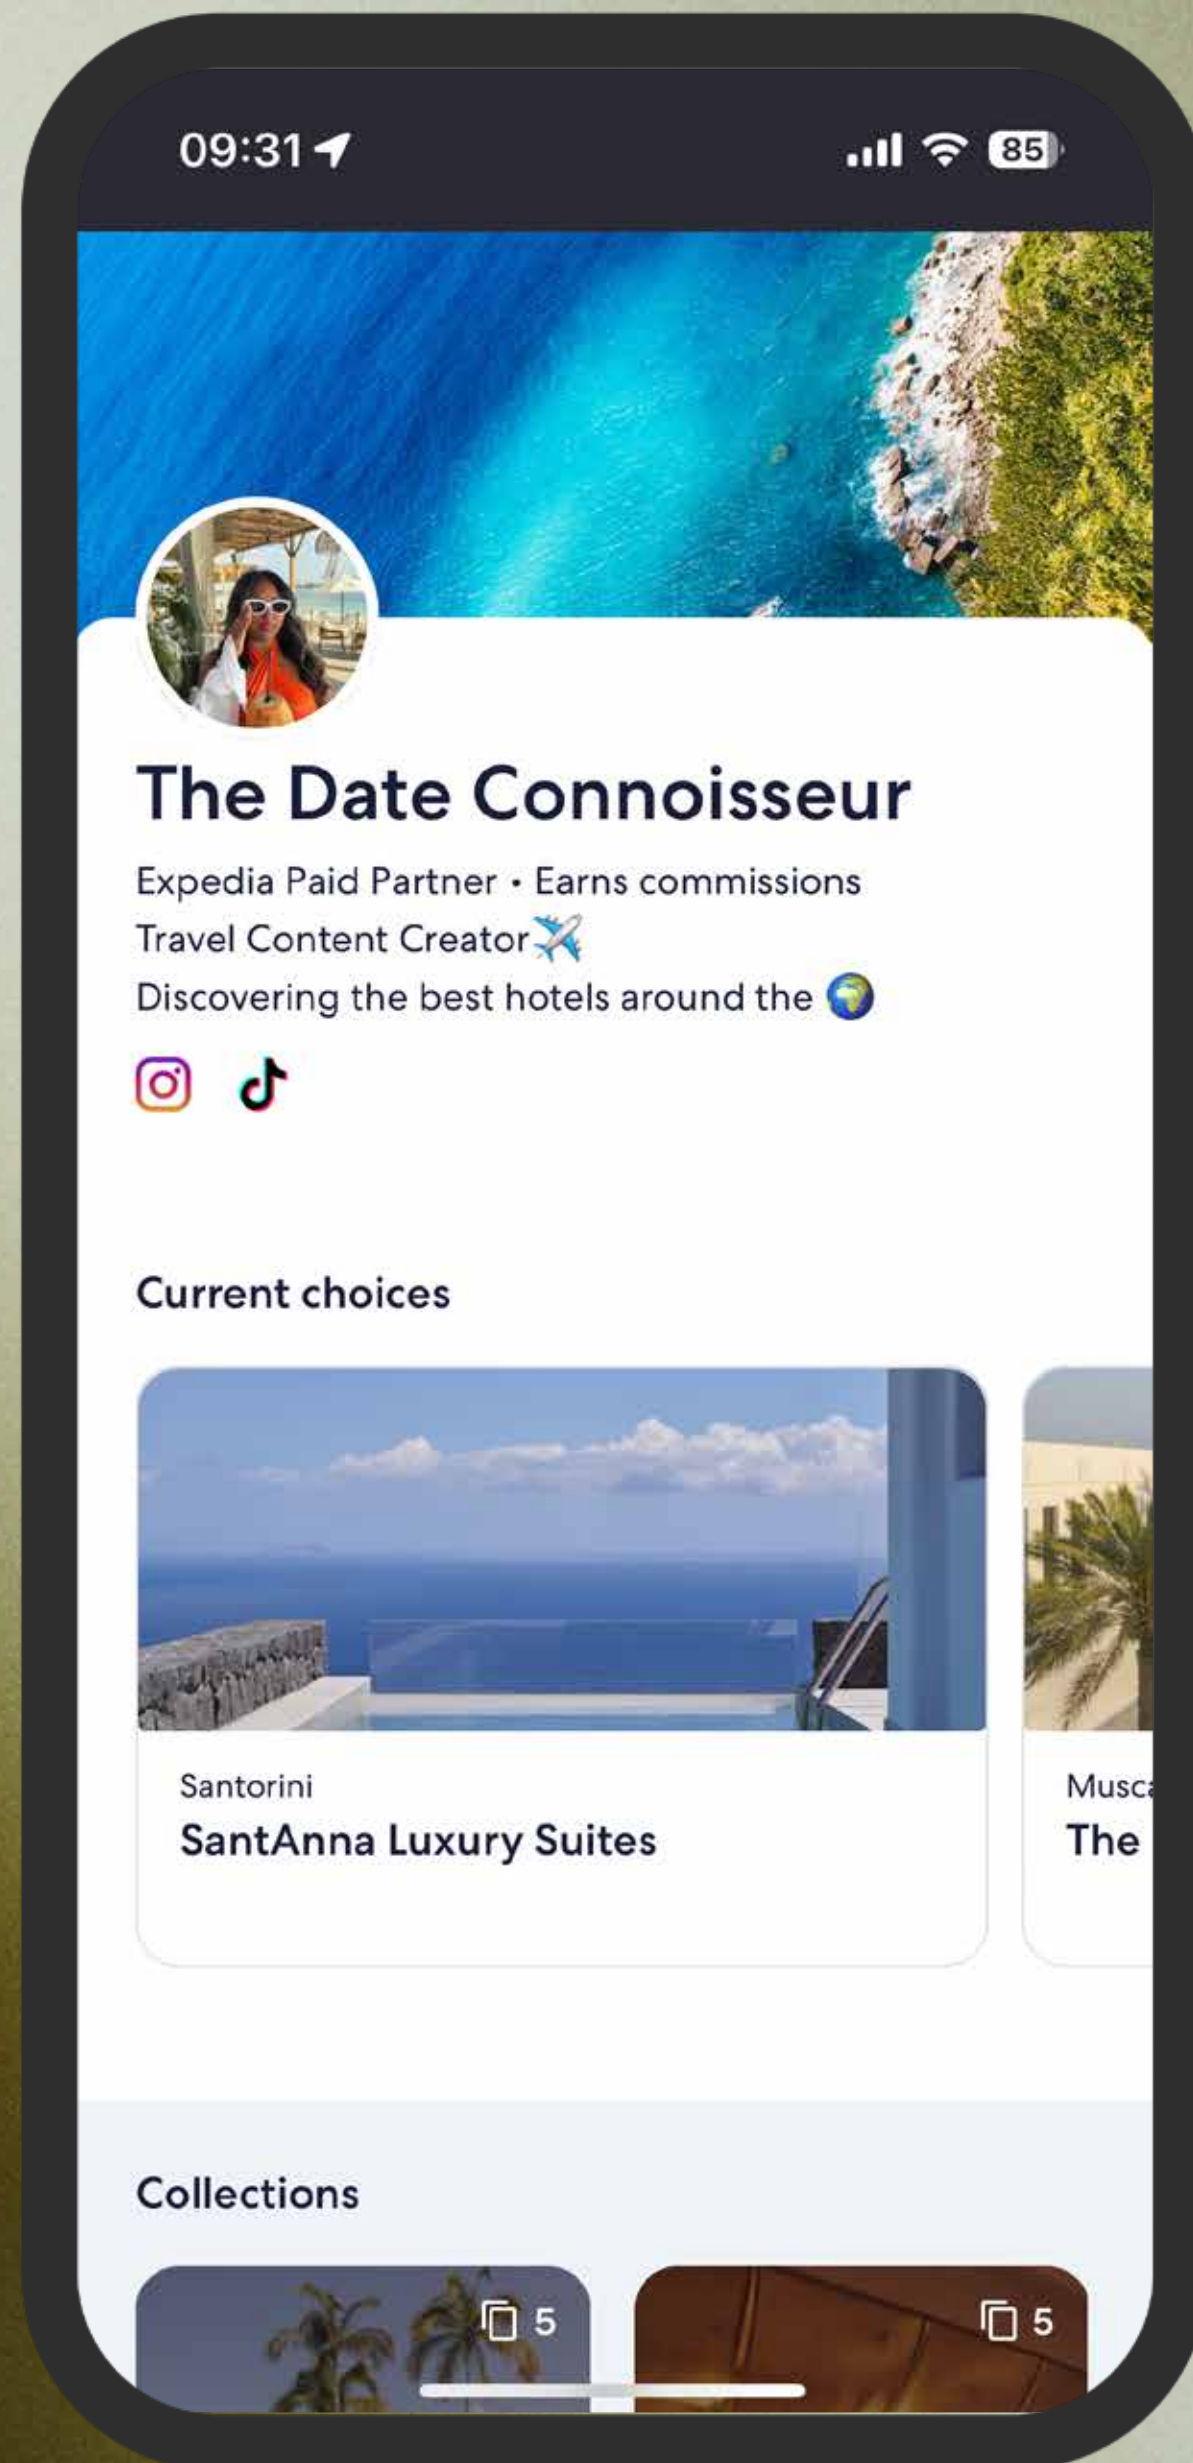 09:31
85
The Date Connoisseur
Expedia Paid Partner • Earns commissions
Travel Content Creator✈️
Discovering the best hotels around the 🌍
Current choices
Santorini
SantAnna Luxury Suites
The
Collections
5
5